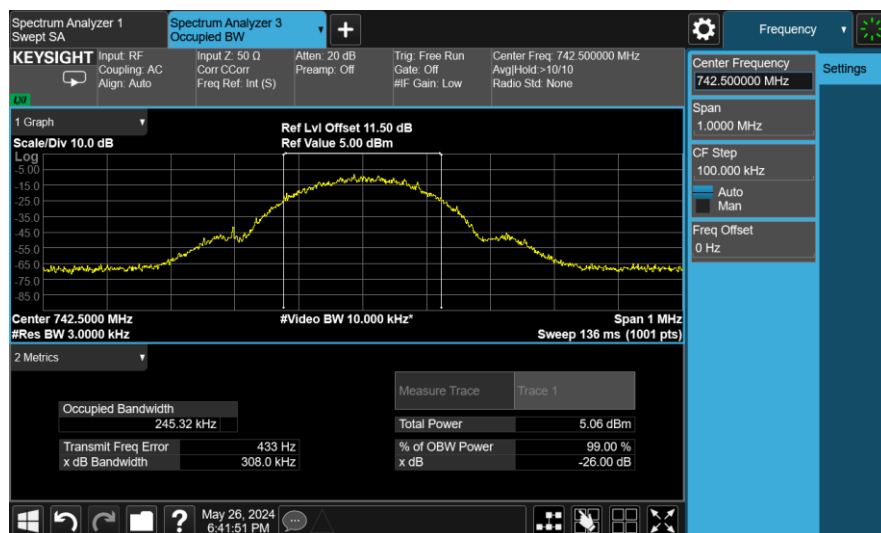 Spectrum Analyzer 1
Swept SA
Spectrum Analyzer 3
Occupied BW
+
Frequency
KEYSIGHT
Input: RF
Coupling: AC
Align: Auto
Input Z: 50 Ω
Corr CCorr
Freq Ref: Int (S)
Atten: 20 dB
Preamp: Off
Trig: Free Run
Gate: Off
#IF Gain: Low
Center Freq: 742.500000 MHz
Avg|Hold:>10/10
Radio Std: None
LXI
Center Frequency
742.500000 MHz
Settings
Span
1.0000 MHz
CF Step
100.000 kHz
Auto
Man
Freq Offset
0 Hz
1 Graph
Scale/Div 10.0 dB
Ref Lvl Offset 11.50 dB
Ref Value 5.00 dBm
Log
-5.00
-15.0
-25.0
-35.0
-45.0
-55.0
-65.0
-75.0
-85.0
Center 742.5000 MHz
#Video BW 10.000 kHz*
Span 1 MHz
#Res BW 3.0000 kHz
Sweep 136 ms (1001 pts)
2 Metrics
Measure Trace
Trace 1
Occupied Bandwidth
245.32 kHz
Total Power 5.06 dBm
Transmit Freq Error 433 Hz
% of OBW Power 99.00 %
x dB Bandwidth 308.0 kHz
x dB -26.00 dB
?
May 26, 2024
6:41:51 PM